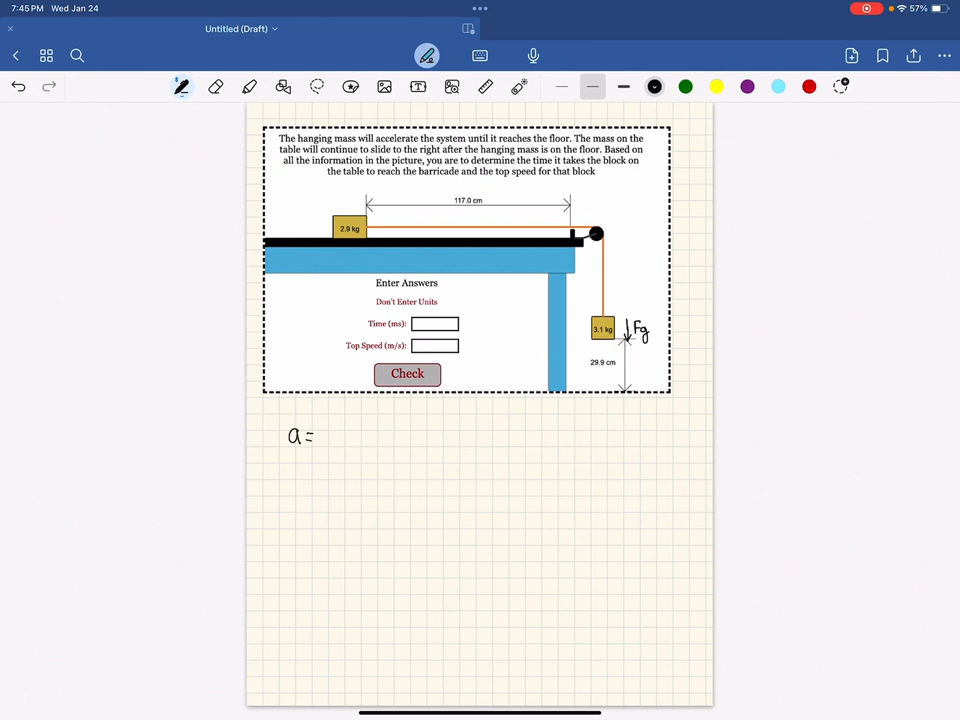 7:45 PM Wed Jan 24
57%
Untitled (Draft)
The hanging mass will accelerate the system until it reaches the floor. The mass on the
table will continue to slide to the right after the hanging mass is on the floor. Based on
all the information in the picture, you are to determine the time it takes the block on
the table to reach the barricade and the top speed for that block
117.0 cm
2.9 kg
Enter Answers
Don't Enter Units
Time (ms):
3.1 kg
Fg
Top Speed (m/s):
29.9 cm
Check
a=